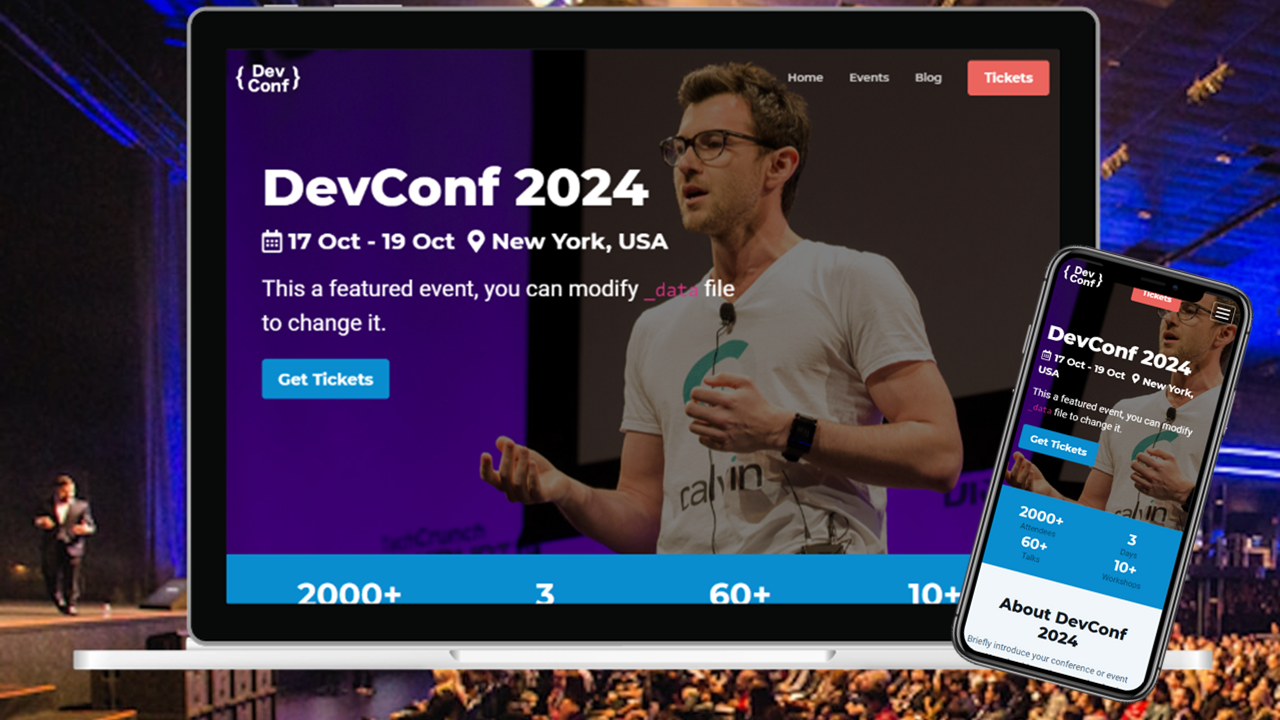 { Dev
Conf }
Home Events Blog Tickets
DevConf 2024
17 Oct - 19 Oct New York, USA
This a featured event, you can modify _data file
to change it.
Get Tickets
calvin
TechCrunch
2000+ 3 60+ 10+
{ Dev
Conf }
Tickets
DevConf 2024
17 Oct - 19 Oct New York,
USA
This a featured event, you can modify
_data file to change it.
Get Tickets
2000+ 3
Attendees Days
60+ 10+
Talks Workshops
About DevConf
2024
Briefly introduce your conference or event